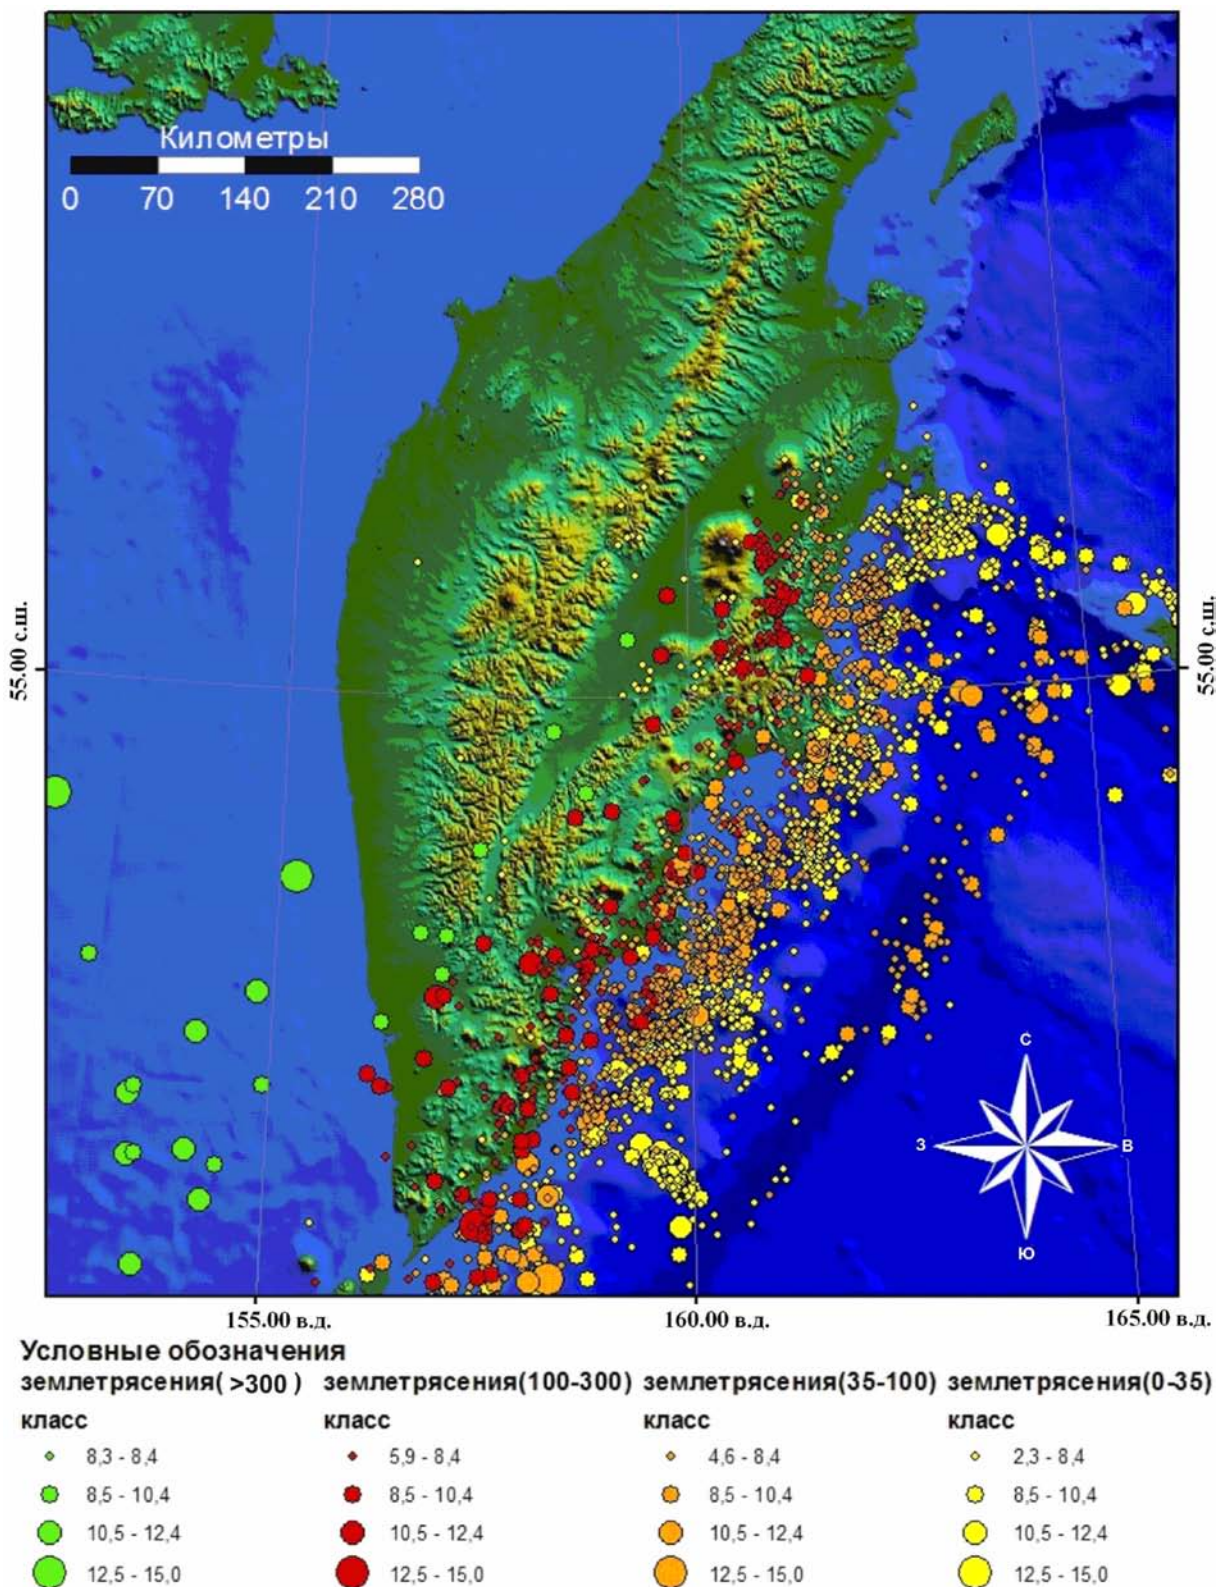 Километры
0 70 140 210 280
55.00 с.ш.
55.00 с.ш.
С
З
В
Ю
155.00 в.д. 160.00 в.д. 165.00 в.д.
Условные обозначения
землетрясения( >300 ) землетрясения(100-300) землетрясения(35-100) землетрясения(0-35)
класс класс класс класс
8,3 - 8,4 5,9 - 8,4 4,6 - 8,4 2,3 - 8,4
8,5 - 10,4 8,5 - 10,4 8,5 - 10,4 8,5 - 10,4
10,5 - 12,4 10,5 - 12,4 10,5 - 12,4 10,5 - 12,4
12,5 - 15,0 12,5 - 15,0 12,5 - 15,0 12,5 - 15,0